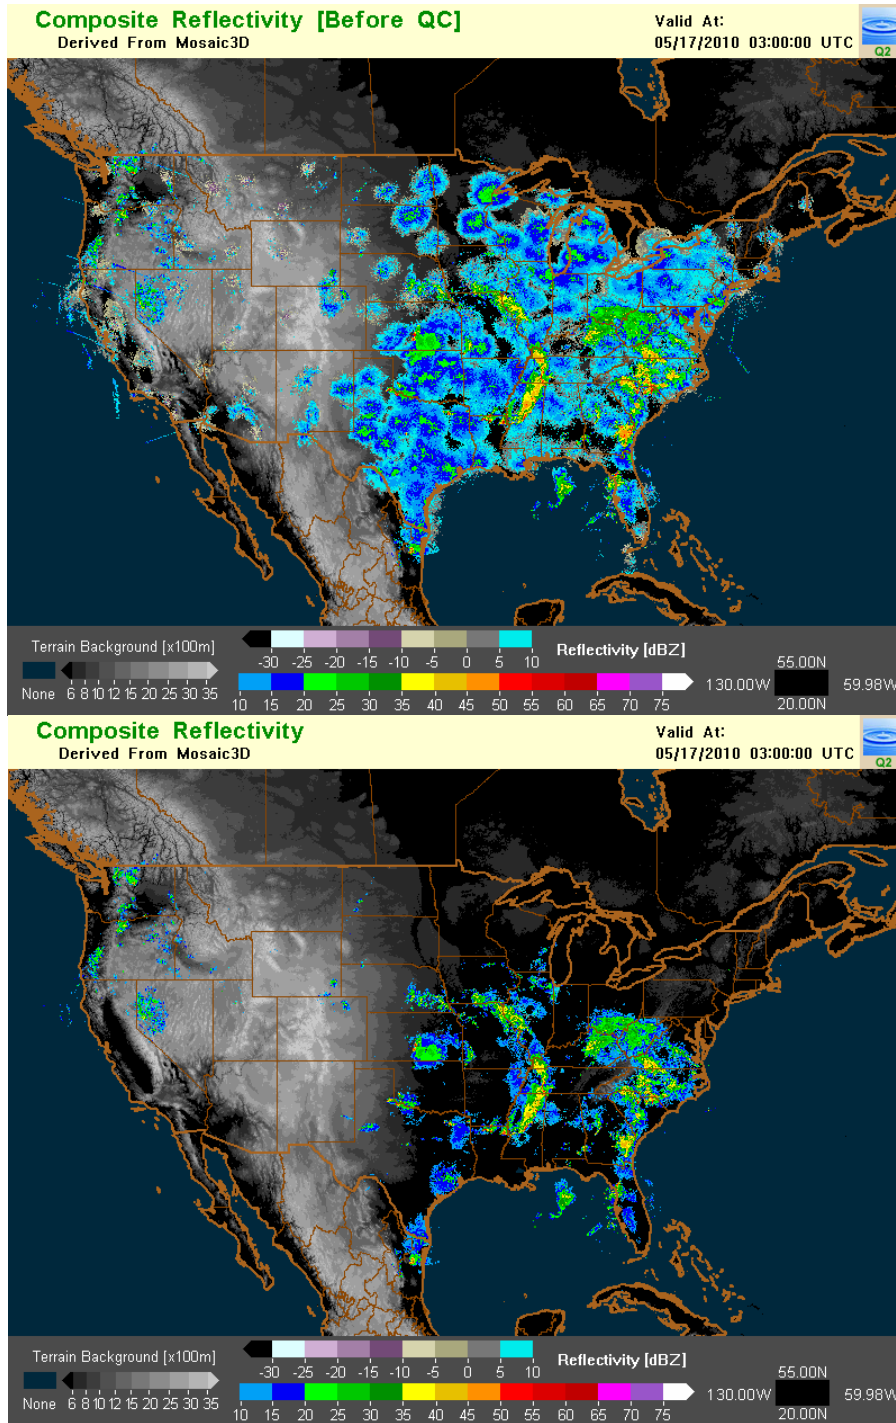 Composite Reflectivity [Before QC]
Derived From Mosaic3D
Valid At:
05/17/2010 03:00:00 UTC
Q2
Terrain Background [x100m]
None
6 8 10 12 15 20 25 30 35
-30 -25 -20 -15 -10 -5 0 5 10
Reflectivity [dBZ]
10 15 20 25 30 35 40 45 50 55 60 65 70 75
55.00N
130.00W
59.98W
20.00N
Composite Reflectivity
Derived From Mosaic3D
Valid At:
05/17/2010 03:00:00 UTC
Q2
Terrain Background [x100m]
None
6 8 10 12 15 20 25 30 35
-30 -25 -20 -15 -10 -5 0 5 10
Reflectivity [dBZ]
10 15 20 25 30 35 40 45 50 55 60 65 70 75
55.00N
130.00W
59.98W
20.00N